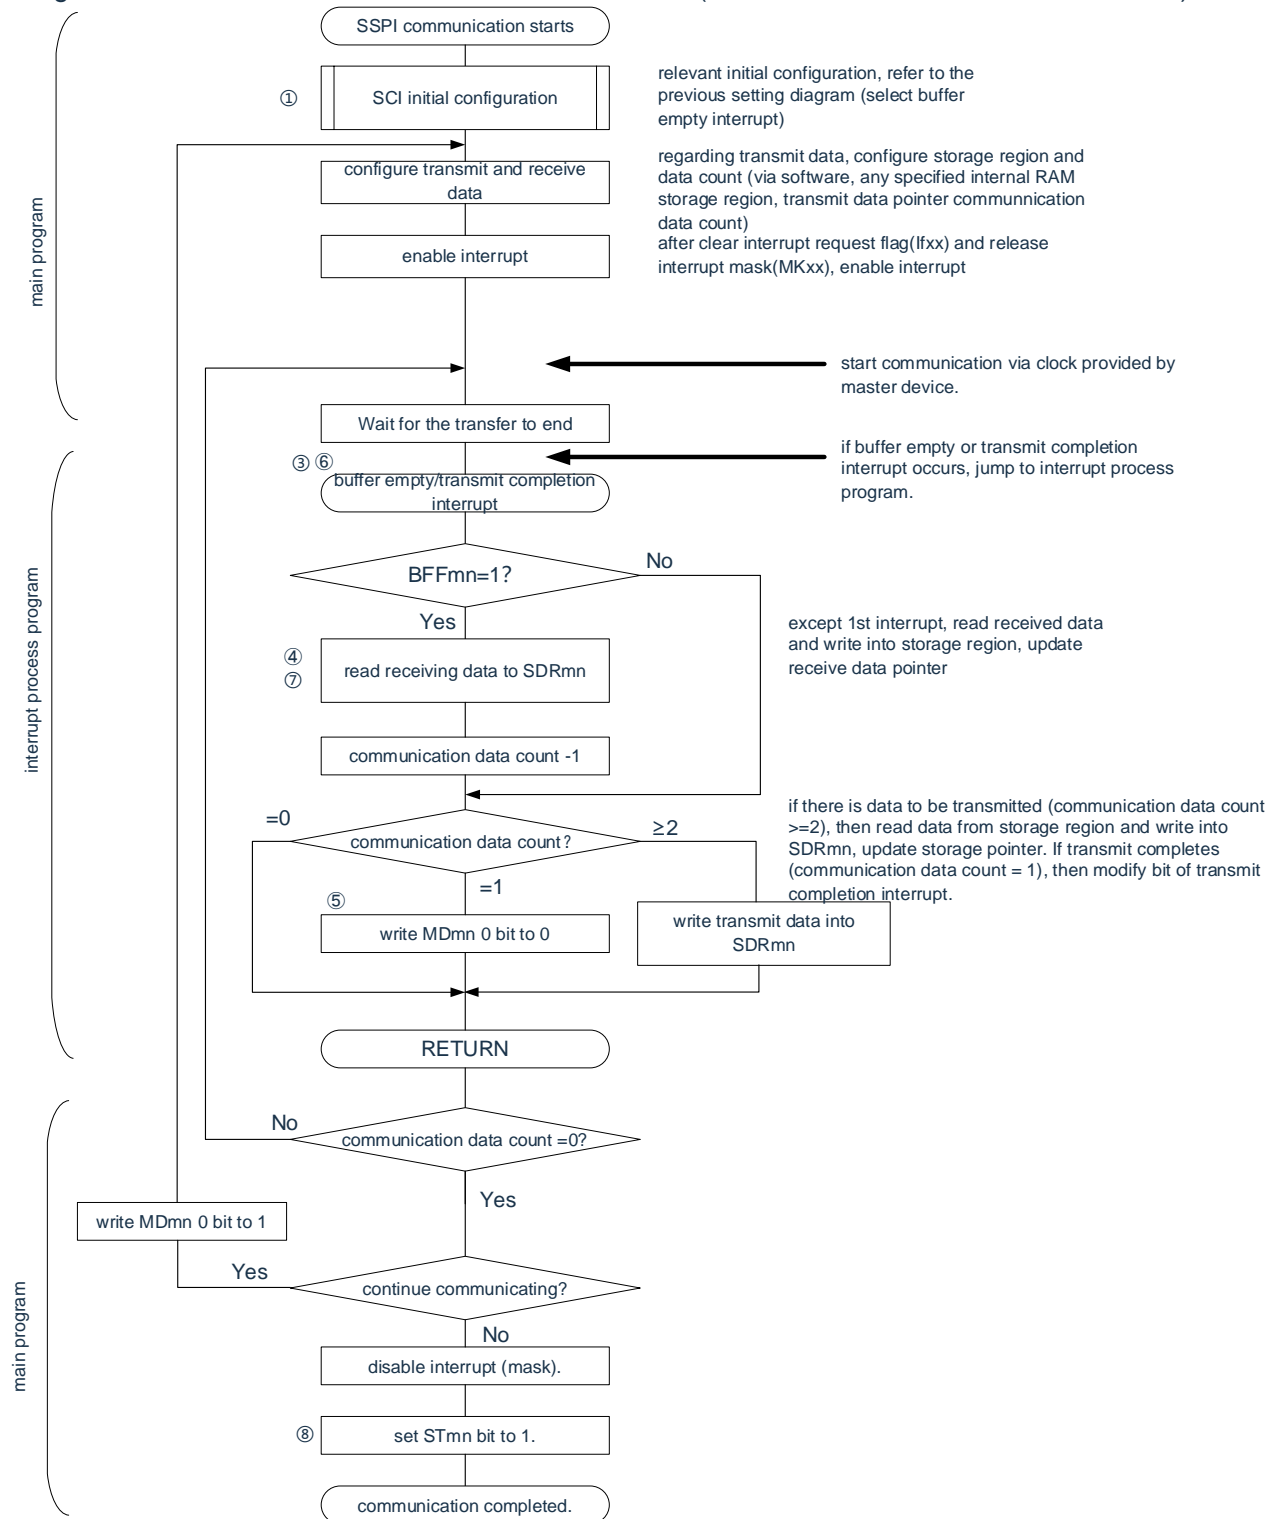 SSPI communication starts
main program
①
SCI initial configuration
relevant initial configuration, refer to the
previous setting diagram (select buffer
empty interrupt)
configure transmit and receive
data
regarding transmit data, configure storage region and
data count (via software, any specified internal RAM
storage region, transmit data pointer communnication
data count)
enable interrupt
after clear interrupt request flag(Ifxx) and release
interrupt mask(MKxx), enable interrupt
start communication via clock provided by
master device.
Wait for the transfer to end
if buffer empty or transmit completion
interrupt occurs, jump to interrupt process
program.
③ ⑥
buffer empty/transmit completion
interrupt
interrupt process program
BFFmn=1?
No
Yes
except 1st interrupt, read received data
and write into storage region, update
receive data pointer
④
⑦
read receiving data to SDRmn
communication data count -1
=0
communication data count?
≥2
=1
if there is data to be transmitted (communication data count
>=2), then read data from storage region and write into
SDRmn, update storage pointer. If transmit completes
(communication data count = 1), then modify bit of transmit
completion interrupt.
⑤
write MDmn 0 bit to 0
write transmit data into
SDRmn
RETURN
main program
No
communication data count =0?
Yes
write MDmn 0 bit to 1
Yes
continue communicating?
No
disable interrupt (mask).
⑧
set STmn bit to 1.
communication completed.